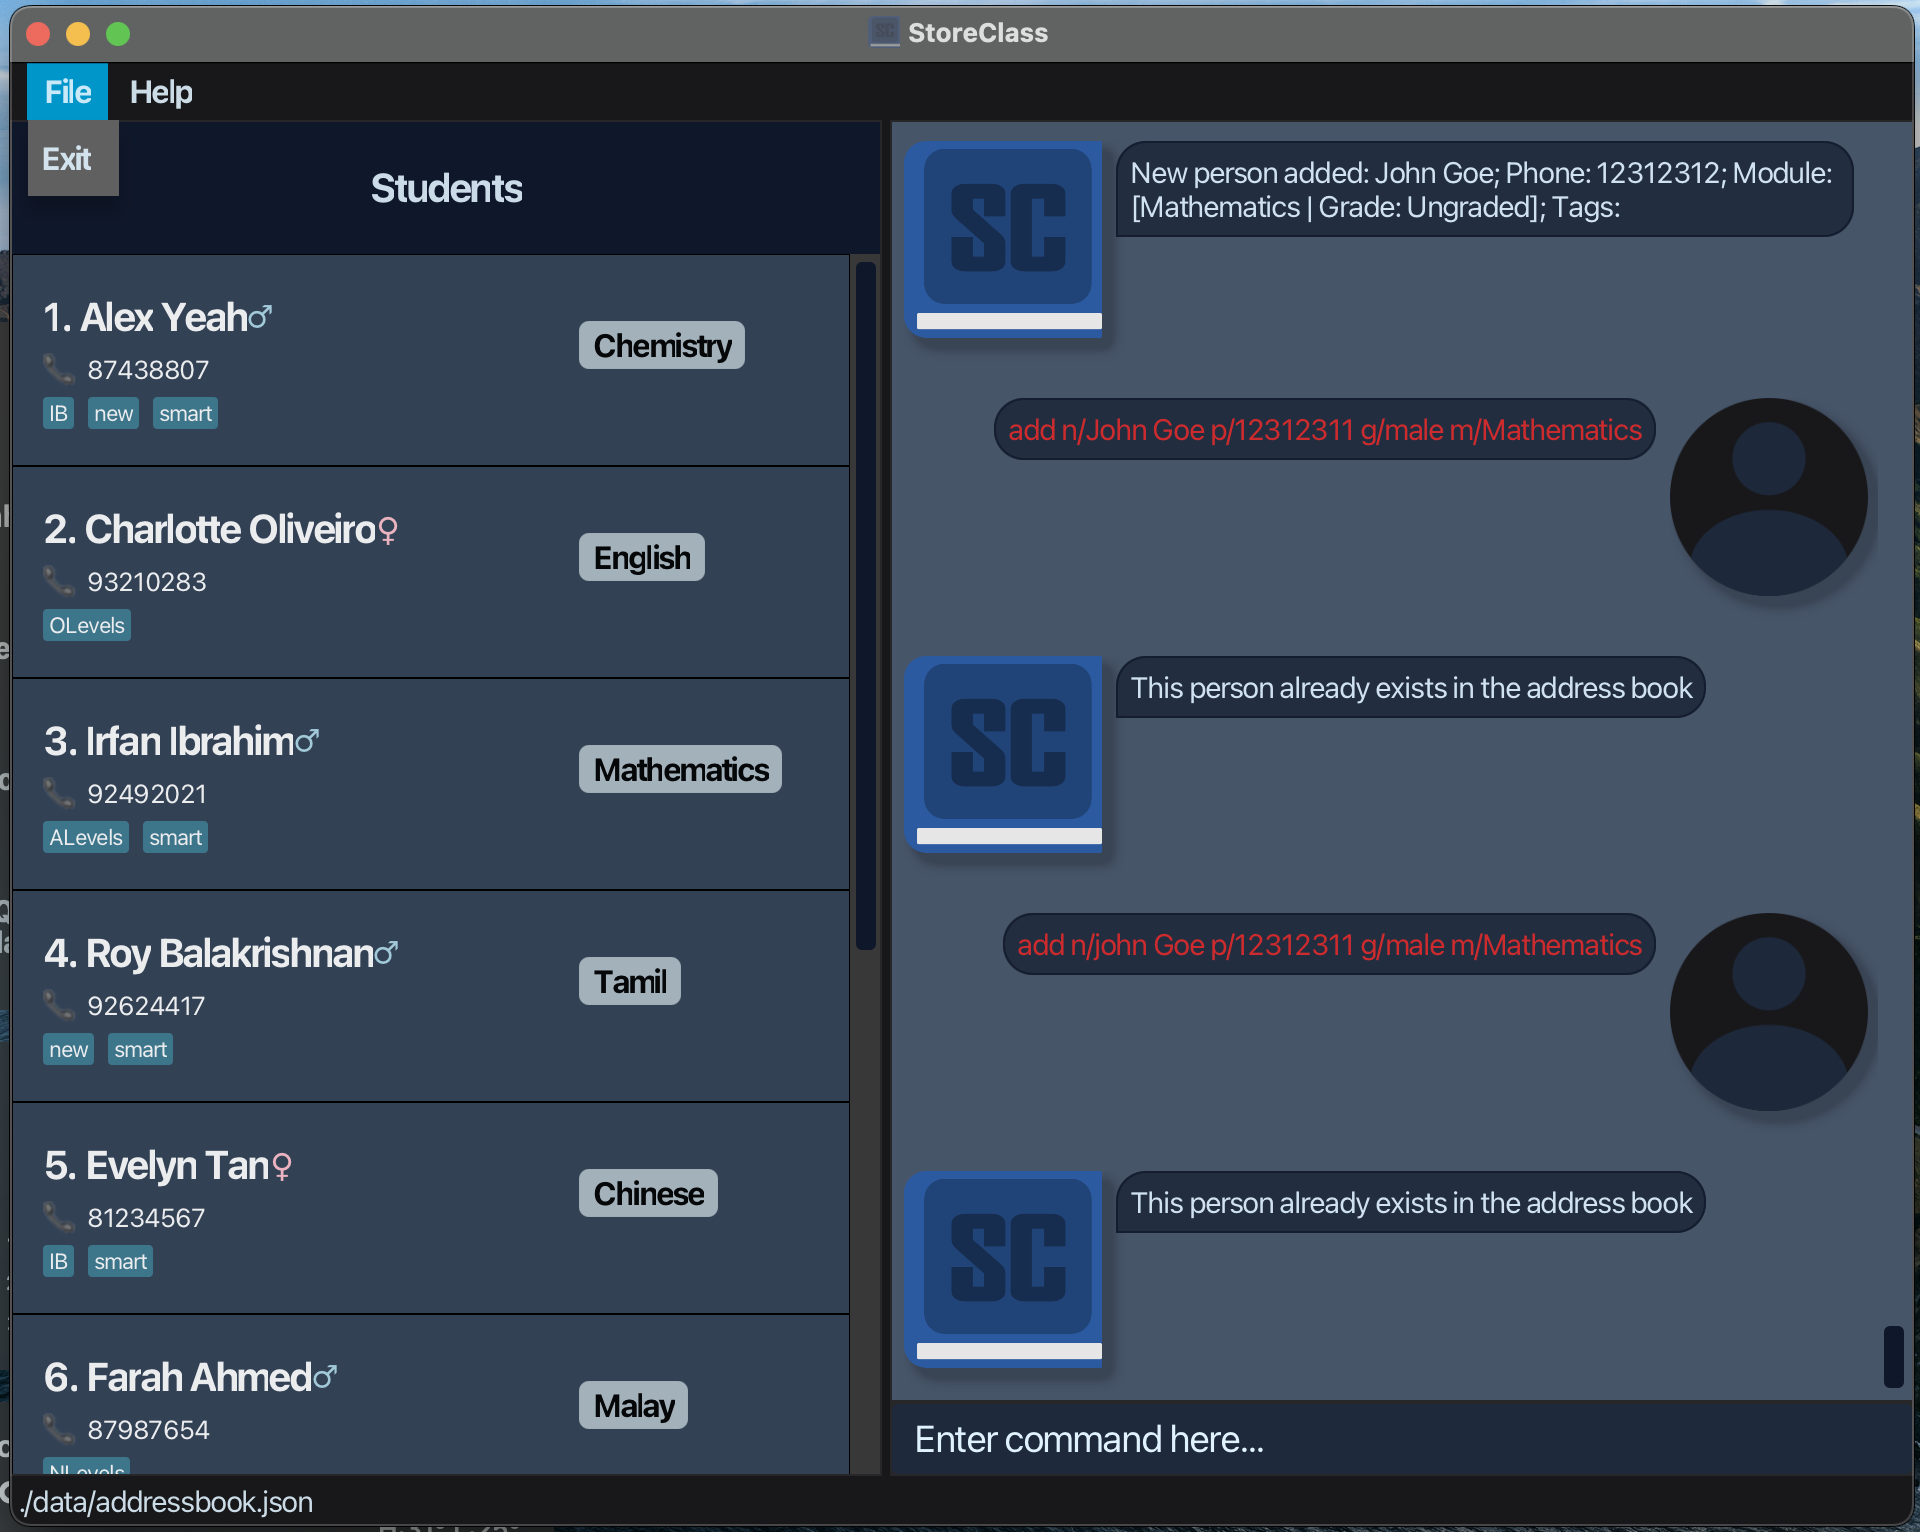 StoreClass
File Help
Exit
Students
1. Alex Yeah♂
87438807
IB new smart
Chemistry
2. Charlotte Oliveiro♀
93210283
OLevels
English
3. Irfan Ibrahim♂
92492021
ALevels smart
Mathematics
4. Roy Balakrishnan♂
92624417
new smart
Tamil
5. Evelyn Tan♀
81234567
IB smart
Chinese
6. Farah Ahmed♂
87987654
NLevels
Malay
SC
New person added: John Goe; Phone: 12312312; Module:
[Mathematics | Grade: Ungraded]; Tags:
add n/John Goe p/12312311 g/male m/Mathematics
SC
This person already exists in the address book
add n/john Goe p/12312311 g/male m/Mathematics
SC
This person already exists in the address book
Enter command here...
./data/addressbook.json